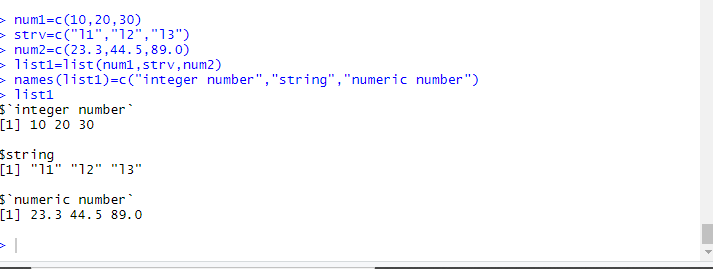 > num1=c(10,20,30)
> strv=c("l1","l2","l3")
> num2=c(23.3,44.5,89.0)
> list1=list(num1,strv,num2)
> names(list1)=c("integer number","string","numeric number")
> list1
$`integer number`
[1] 10 20 30
$string
[1] "l1" "l2" "l3"
$`numeric number`
[1] 23.3 44.5 89.0
>